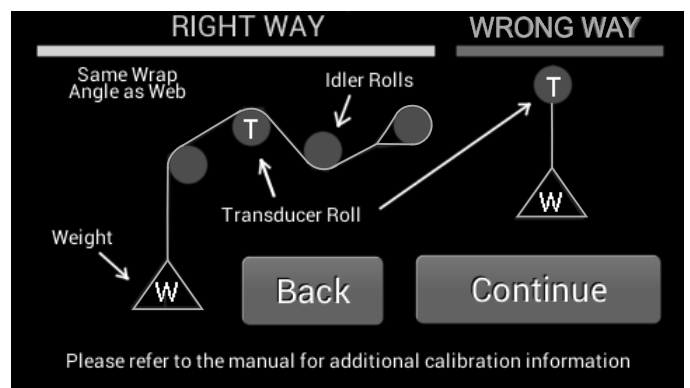 RIGHT WAY
WRONG WAY
Same Wrap
Angle as Web
Idler Rolls
T
T
Transducer Roll
Weight
W
W
Back
Continue
Please refer to the manual for additional calibration information